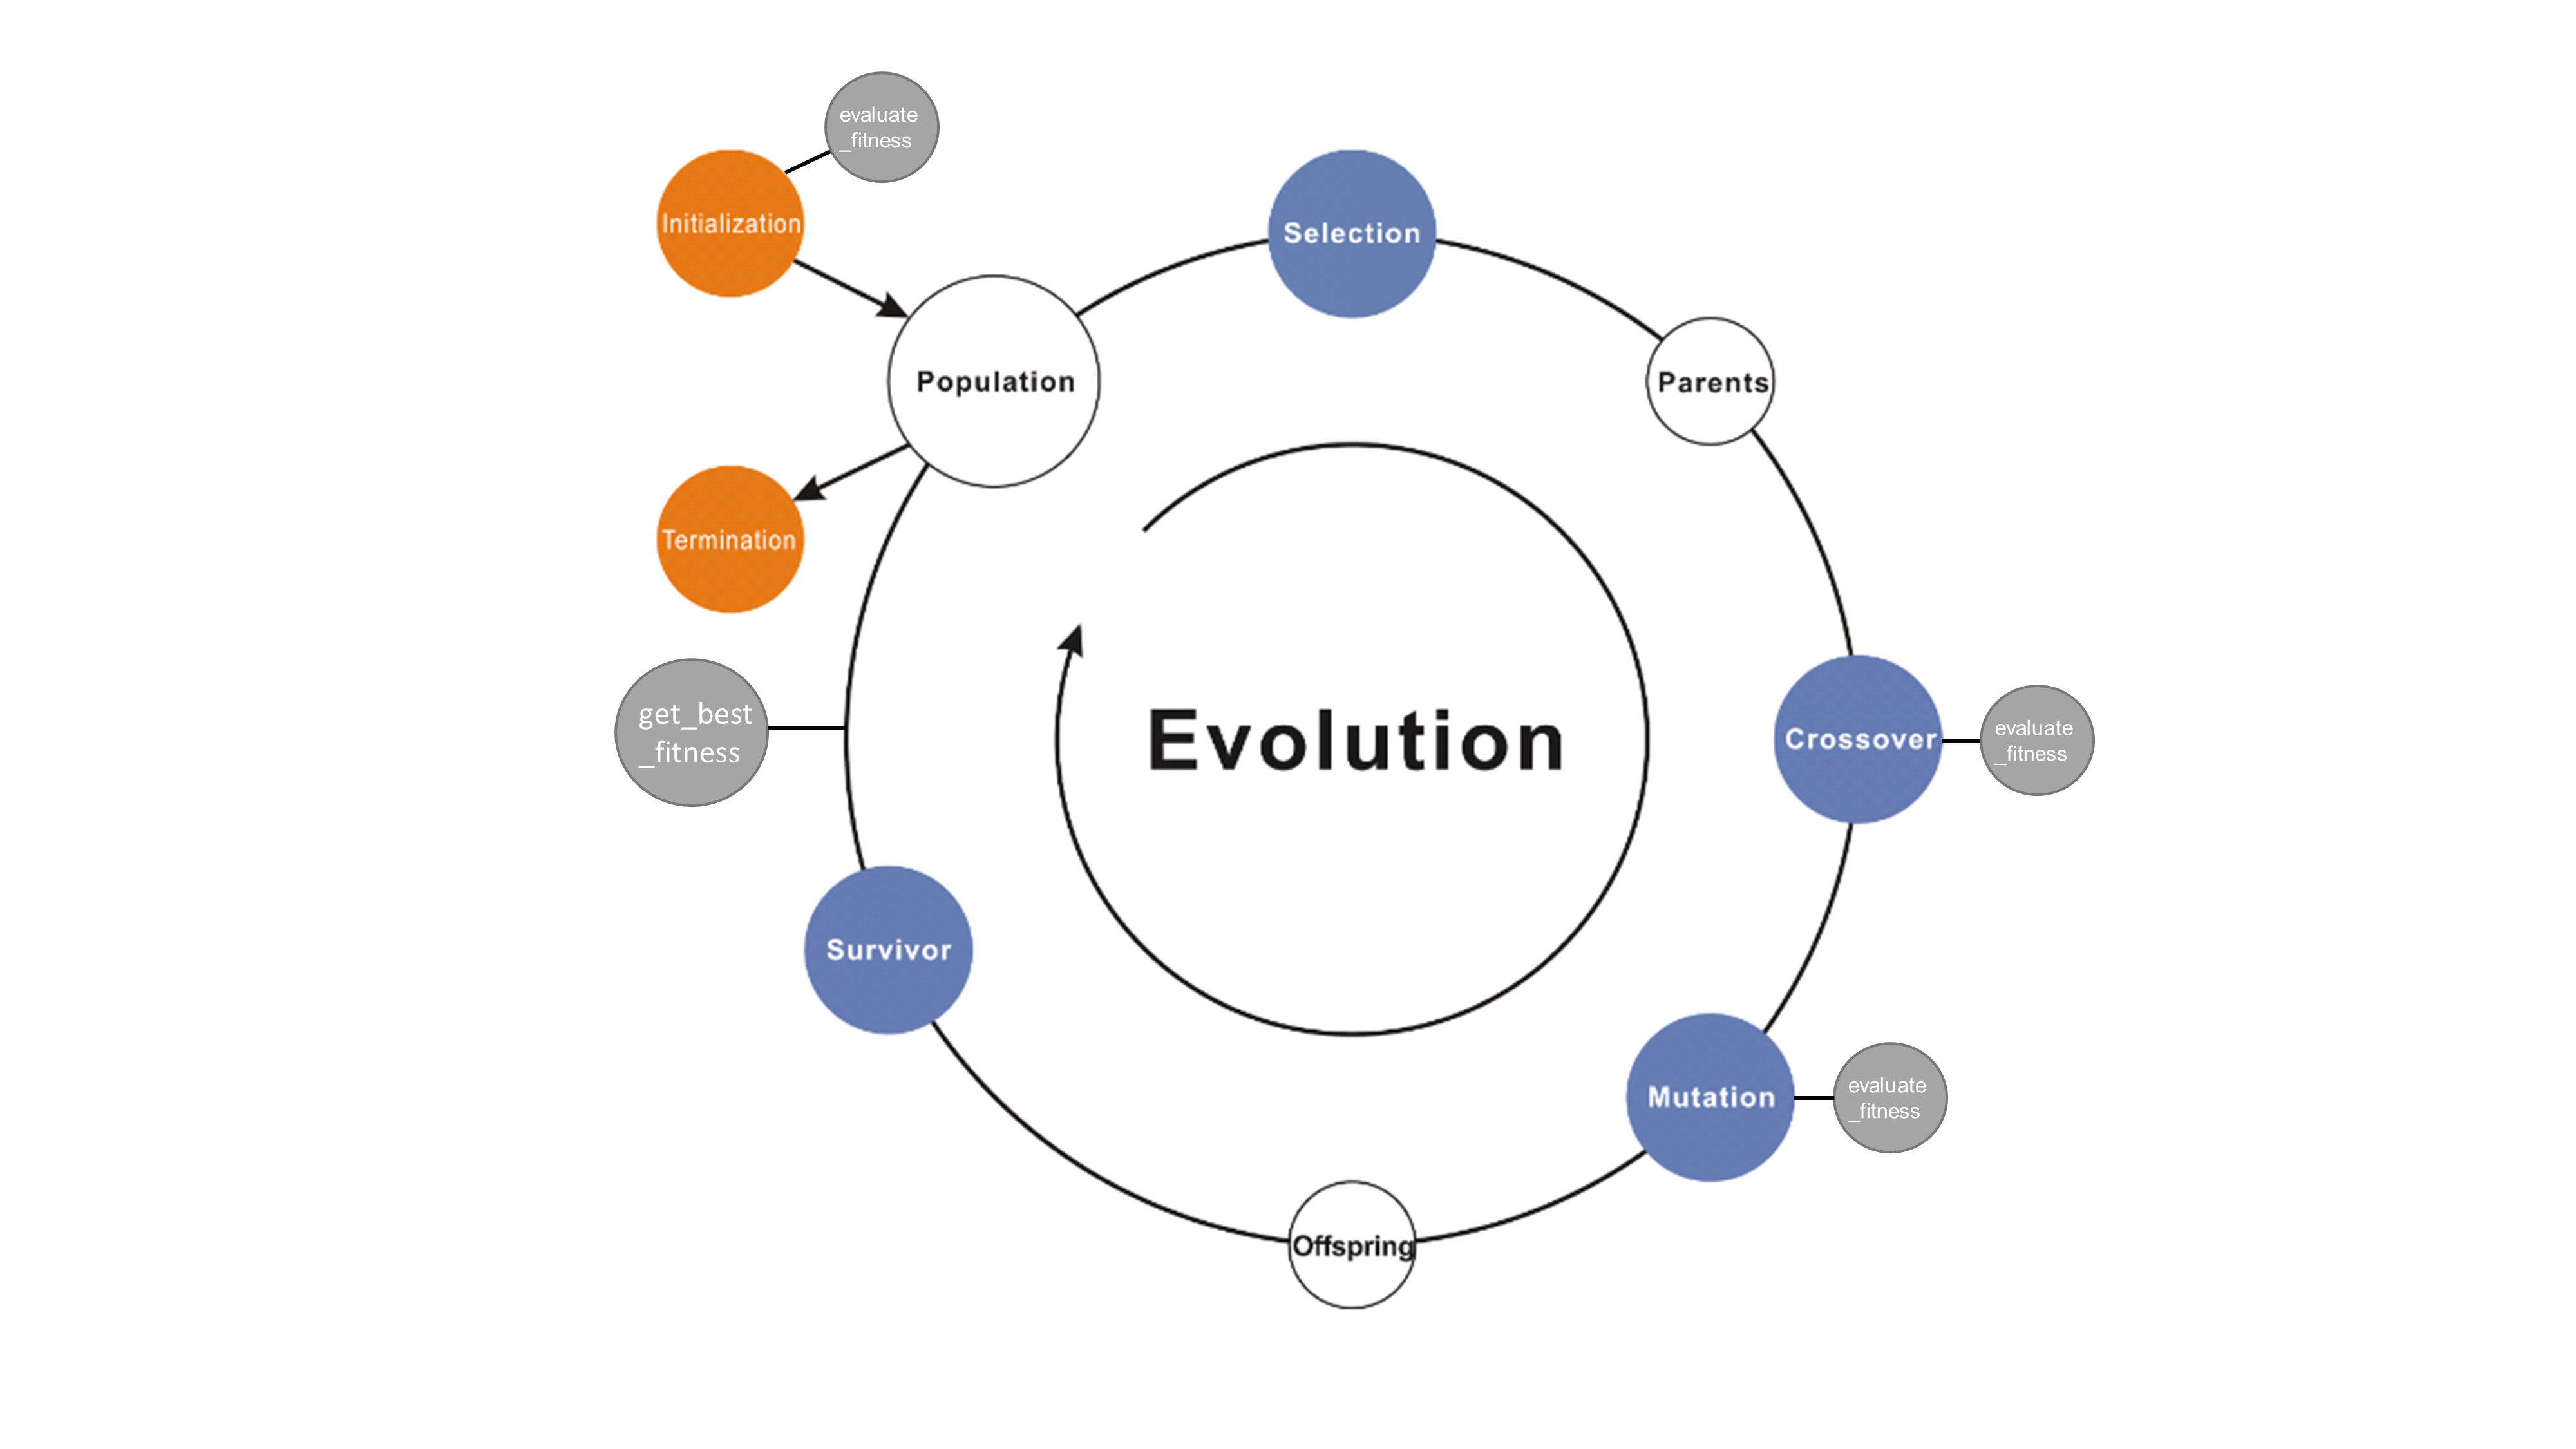 evaluate
_fitness
Initialization
Selection
Population
Parents
Termination
get_best
_fitness
Evolution
Crossover
evaluate
_fitness
Survivor
Mutation
evaluate
_fitness
Offspring